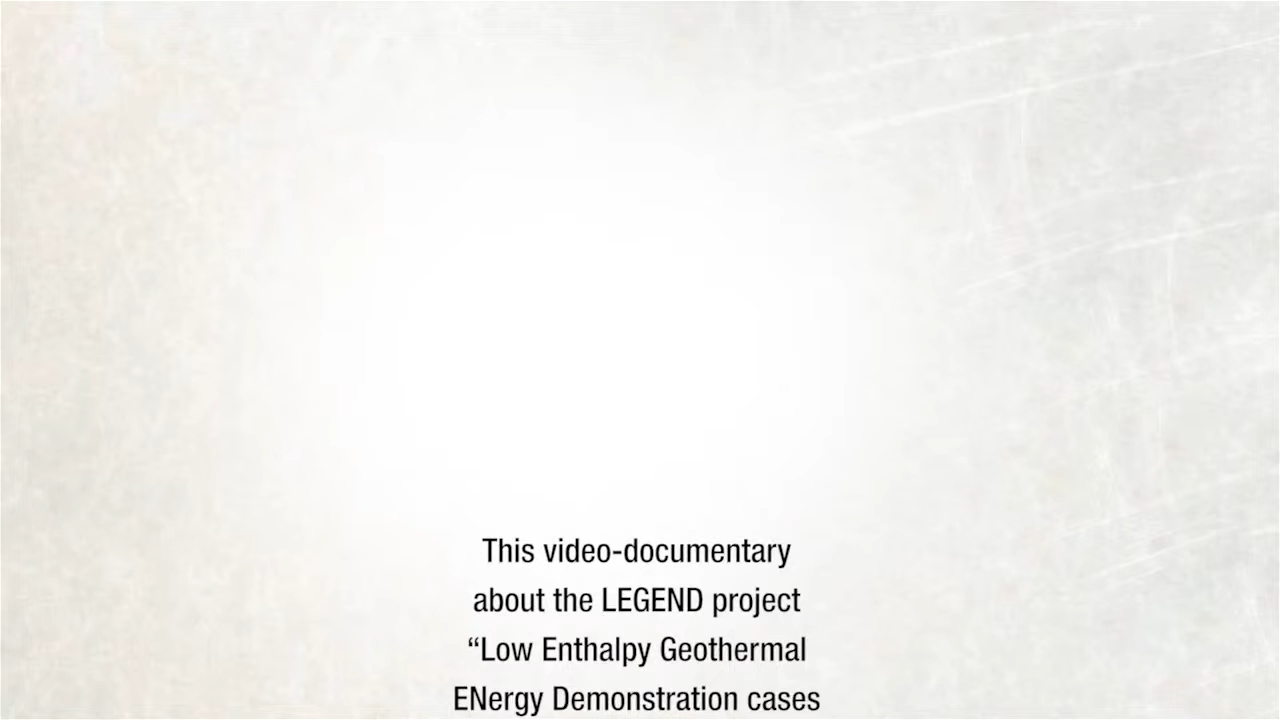 This video-documentary
about the LEGEND project
“Low Enthalpy Geothermal
ENergy Demonstration cases